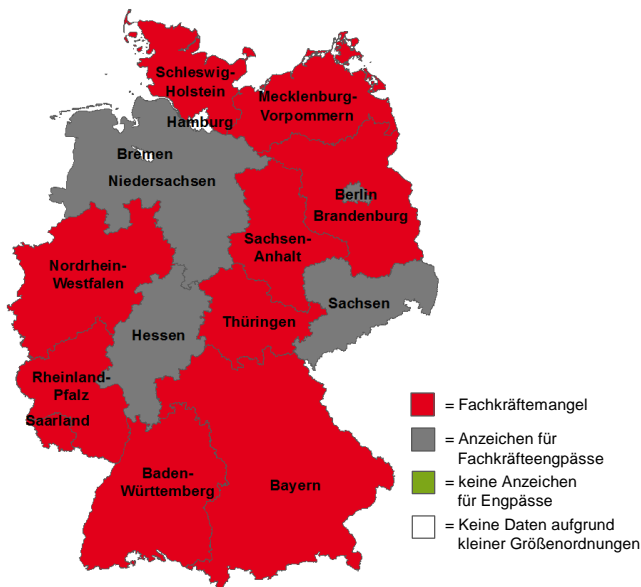 Schleswig-
Holstein
Mecklenburg-
Vorpommern
Hamburg
Bremen
Niedersachsen
Berlin
Brandenburg
Sachsen-
Anhalt
Nordrhein-
Westfalen
Sachsen
Thüringen
Hessen
Rheinland-
Pfalz
Saarland
Baden-
Württemberg
Bayern
= Fachkräftemangel
= Anzeichen für
Fachkräfteengpässe
= keine Anzeichen
für Engpässe
= Keine Daten aufgrund
kleiner Größenordnungen